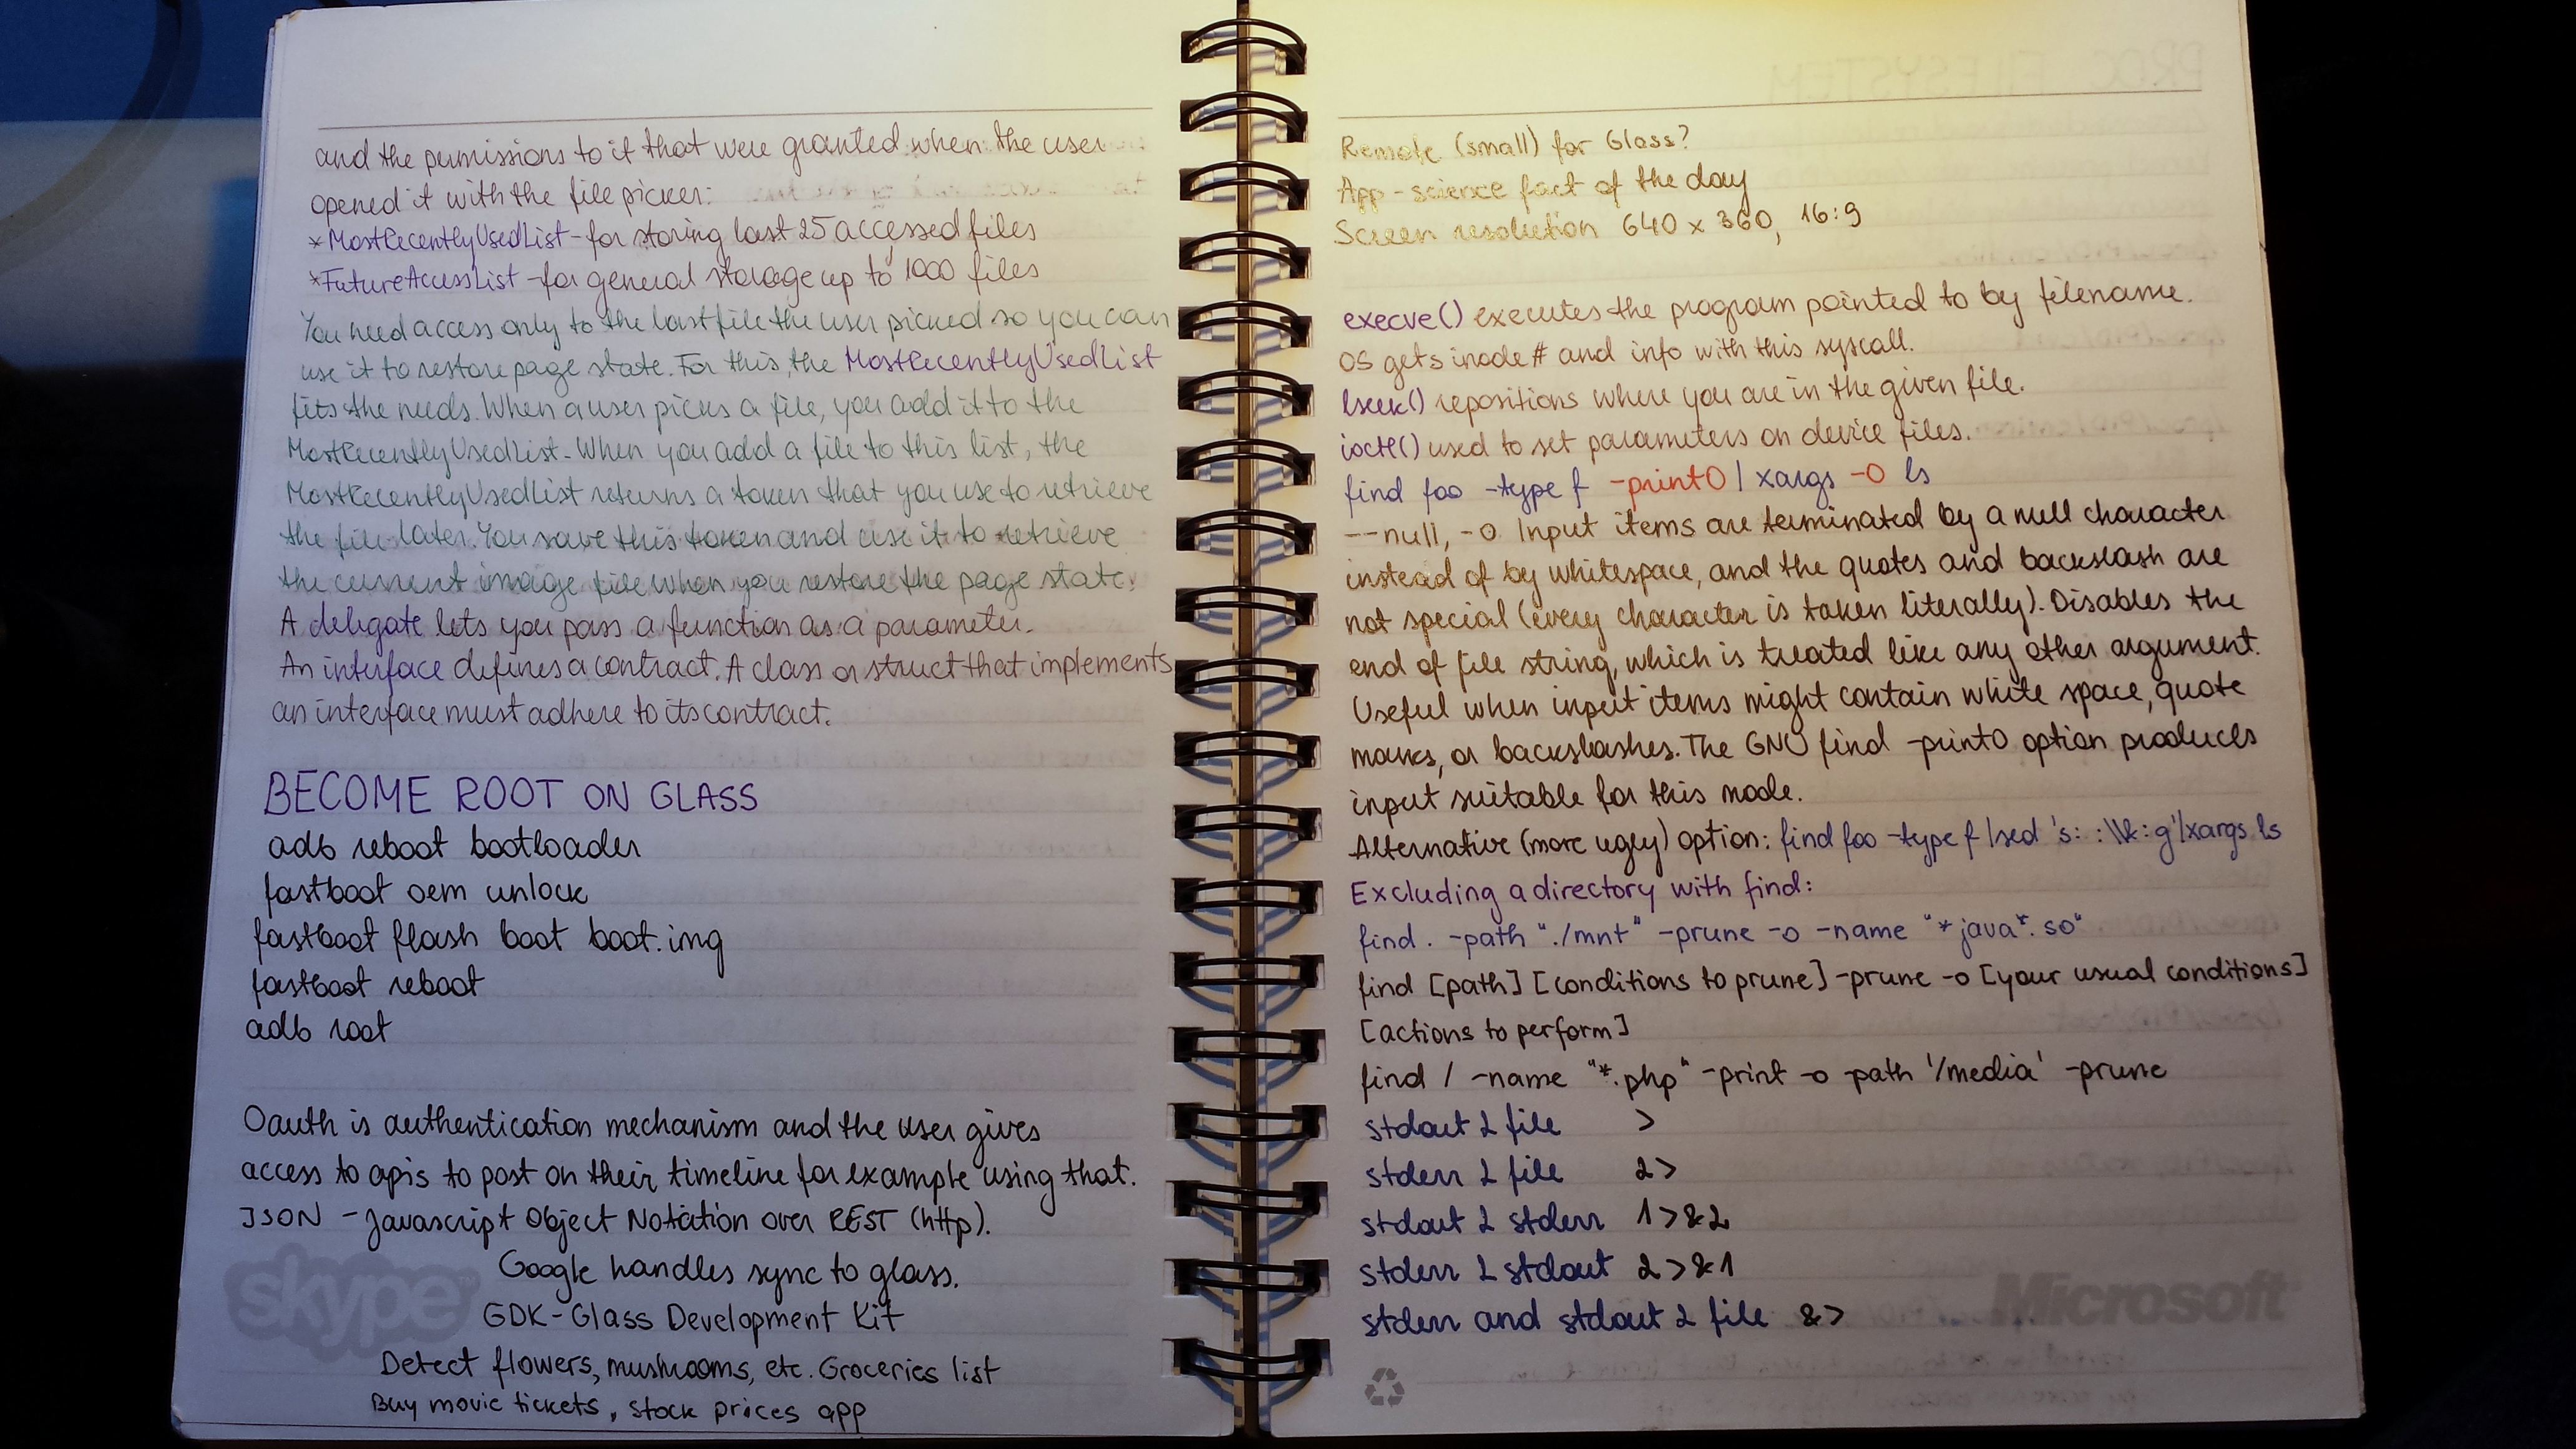 and the permissions to it that were granted when the user
opened it with the file picker:
*MostRecentlyUsedList - for storing last 25 accessed files
*FutureAccessList - for general storage up to 1000 files
You need access only to the last file the user picked so you can
use it to restore page state. For this, the MostRecentlyUsedList
fits the needs. When a user picks a file, you add it to the
MostRecentlyUsedList. When you add a file to this list, the
MostRecentlyUsedList returns a token that you use to retrieve
the file later. You save this token and use it to retrieve
the current image file when you restore the page state.
A delegate lets you pass a function as a parameter.
An interface defines a contract. A class or struct that implements
an interface must adhere to its contract.
BECOME ROOT ON GLASS
adb reboot bootloader
fastboot oem unlock
fastboot flash boot boot.img
fastboot reboot
adb root
Oauth is authentication mechanism and the user gives
access to apis to post on their timeline for example using that.
JSON - Javascript Object Notation over REST (http).
Google handles sync to glass.
GDK - Glass Development Kit
Detect flowers, mushrooms, etc. Groceries list
Buy movie tickets, stock prices app
skype
PROC FILESYSTEM
Remote (small) for Glass?
App - science fact of the day
Screen resolution 640 x 360, 16:9
execve() executes the program pointed to by filename.
OS gets inode # and info with this syscall.
lseek() repositions where you are in the given file.
ioctl() used to set parameters on device files.
find foo -type f -print0 | xargs -0 ls
--null, -0 Input items are terminated by a null character
instead of by whitespace, and the quotes and backslash are
not special (every character is taken literally). Disables the
end of file string, which is treated like any other argument.
Useful when input items might contain white space, quote
marks, or backslashes. The GNU find -print0 option produces
input suitable for this mode.
Alternative (more ugly) option: find foo -type f | sed 's: :\\&:g' | xargs ls
Excluding a directory with find:
find . -path "./mnt" -prune -o -name "*java*.so"
find [path] [conditions to prune] -prune -o [your usual conditions]
[actions to perform]
find / -name "*.php" -print -o -path '/media' -prune
stdout 2 file >
stderr 2 file 2>
stdout 2 stderr 1>&2
stderr 2 stdout 2>&1
stderr and stdout 2 file &>
Microsoft